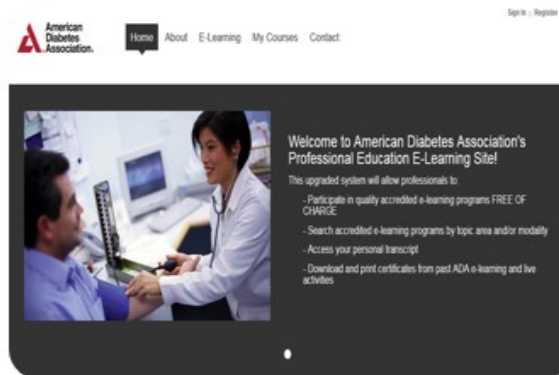 Sign In | Register
American
Diabetes
Association.
Home About E-Learning My Courses Contact
Welcome to American Diabetes Association's
Professional Education E-Learning Site!
This upgraded system will allow professionals to:
- Participate in quality accredited e-learning programs FREE OF
CHARGE
- Search accredited e-learning programs by topic area and/or modality
- Access your personal transcript
- Download and print certificates from past ADA e-learning and live
activities